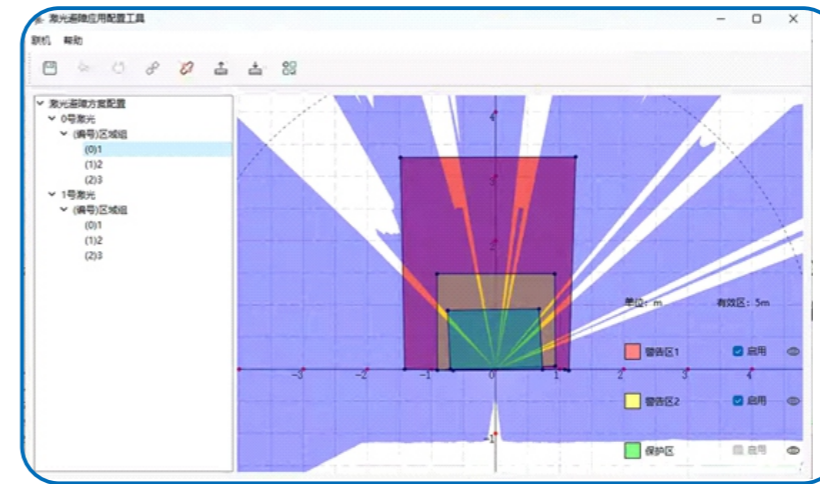 激光避障应用配置工具
联机 帮助
激光避障方案配置
0号激光
(编号)区域组
(0)1
(1)2
(2)3
1号激光
(编号)区域组
(0)1
(1)2
(2)3
4
3
2
单位: m 有效区: 5m
警告区1 启用
-3 -2 -1 0 1 2 3 4
警告区2 启用
-1
保护区 启用